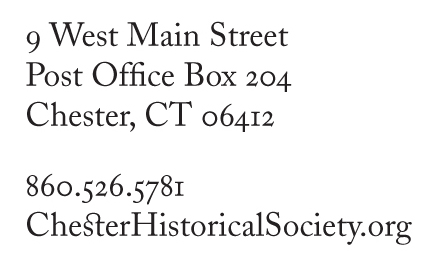 9 West Main Street
Post Office Box 204
Chester, CT 06412
860.526.5781
ChesterHistoricalSociety.org